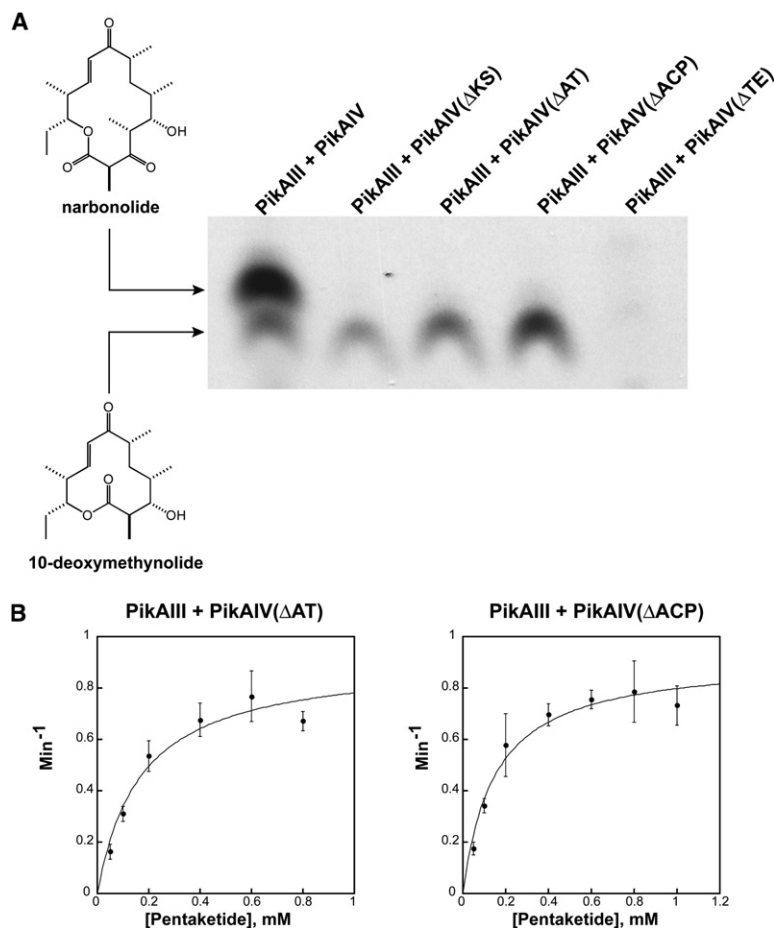 A
O
O
O
O
OH
narbonolide
PikAIII + PikAIV
PikAIII + PikAIV(ΔKS)
PikAIII + PikAIV(ΔAT)
PikAIII + PikAIV(ΔACP)
PikAIII + PikAIV(ΔTE)
O
O
O
OH
10-deoxymethynolide
B
PikAIII + PikAIV(ΔAT)
Min-1
1
0.8
0.6
0.4
0.2
0
0 0.2 0.4 0.6 0.8 1
[Pentaketide], mM
PikAIII + PikAIV(ΔACP)
Min-1
1
0.8
0.6
0.4
0.2
0
0 0.2 0.4 0.6 0.8 1 1.2
[Pentaketide], mM